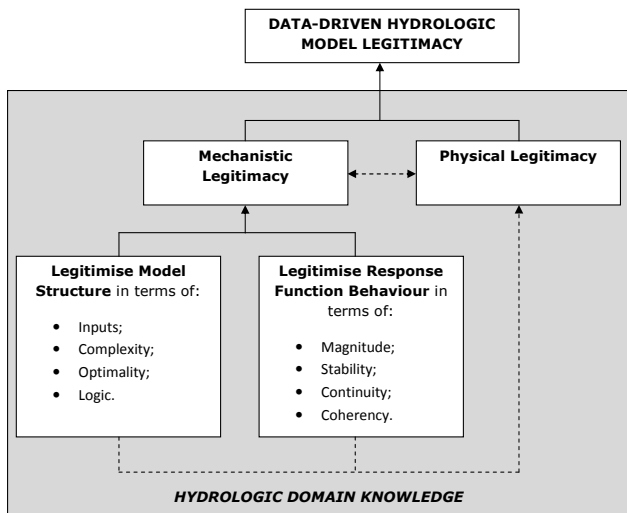 DATA-DRIVEN HYDROLOGIC
MODEL LEGITIMACY
Mechanistic
Legitimacy
Physical Legitimacy
Legitimise Model
Structure in terms of:
• Inputs;
• Complexity;
• Optimality;
• Logic.
Legitimise Response
Function Behaviour in
terms of:
• Magnitude;
• Stability;
• Continuity;
• Coherency.
HYDROLOGIC DOMAIN KNOWLEDGE